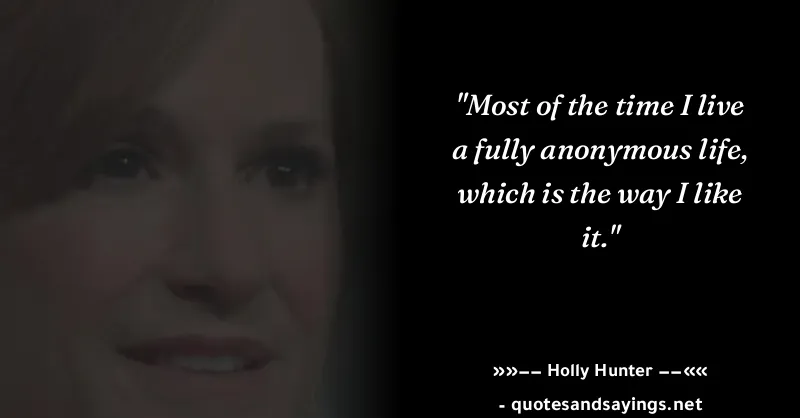 "Most of the time I live
a fully anonymous life,
which is the way I like
it."
»»–– Holly Hunter ––««
- quotesandsayings.net